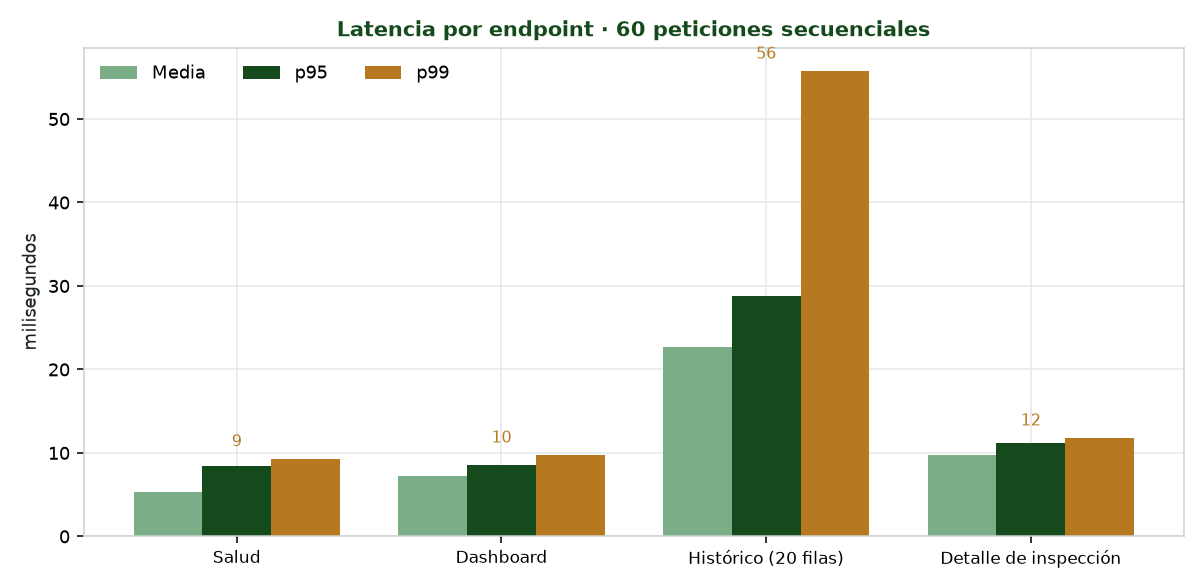 Latencia por endpoint · 60 peticiones secuenciales
Media p95 p99
milisegundos
50
40
30
20
10
0
9
10
56
12
Salud
Dashboard
Histórico (20 filas)
Detalle de inspección